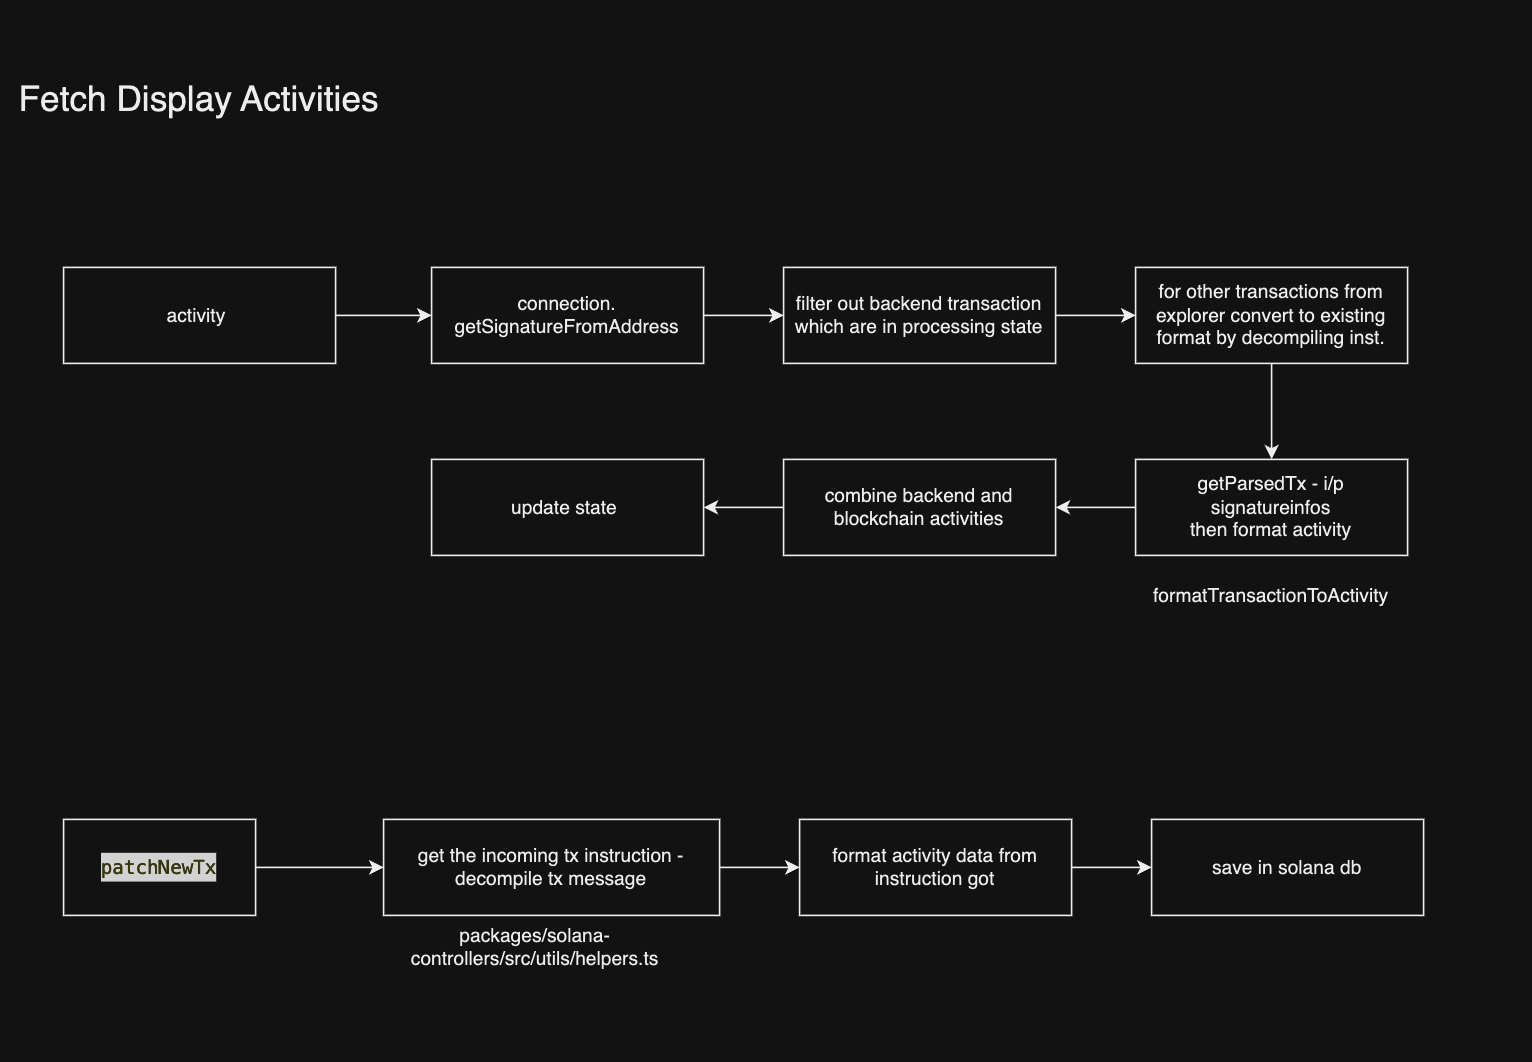 Fetch Display Activities
activity
connection.
getSignatureFromAddress
filter out backend transaction
which are in processing state
for other transactions from
explorer convert to existing
format by decompiling inst.
getParsedTx - i/p
signatureinfos
then format activity
formatTransactionToActivity
combine backend and
blockchain activities
update state
patchNewTx
get the incoming tx instruction -
decompile tx message
packages/solana-
controllers/src/utils/helpers.ts
format activity data from
instruction got
save in solana db